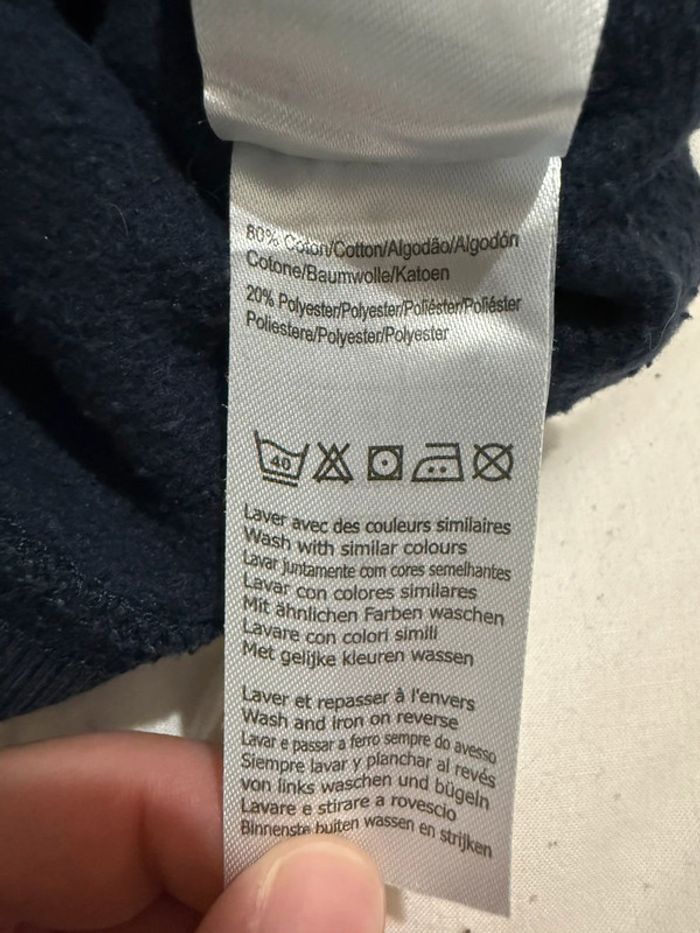 80% Coton/Cotton/Algodão/Algodón
Cotone/Baumwolle/Katoen
20% Polyester/Polyester/Poliéster/Poliéster
Poliestere/Polyester/Polyester
40
Laver avec des couleurs similaires
Wash with similar colours
Lavar juntamente com cores semelhantes
Lavar con colores similares
Mit ähnlichen Farben waschen
Lavare con colori simili
Met gelijke kleuren wassen
Laver et repasser à l'envers
Wash and iron on reverse
Lavar e passar a ferro sempre do avesso
Siempre lavar y planchar al revés
von links waschen und bügeln
Lavare e stirare a rovescio
Binnenste buiten wassen en strijken